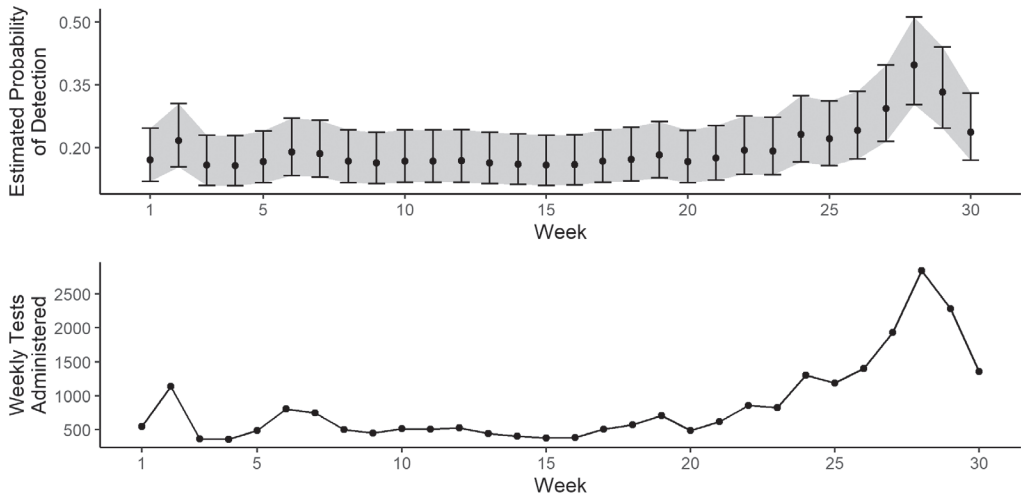 Estimated Probability
of Detection
0.50
0.35
0.20
1 5 10 15 20 25 30
Week
Weekly Tests
Administered
2500
2000
1500
1000
500
1 5 10 15 20 25 30
Week